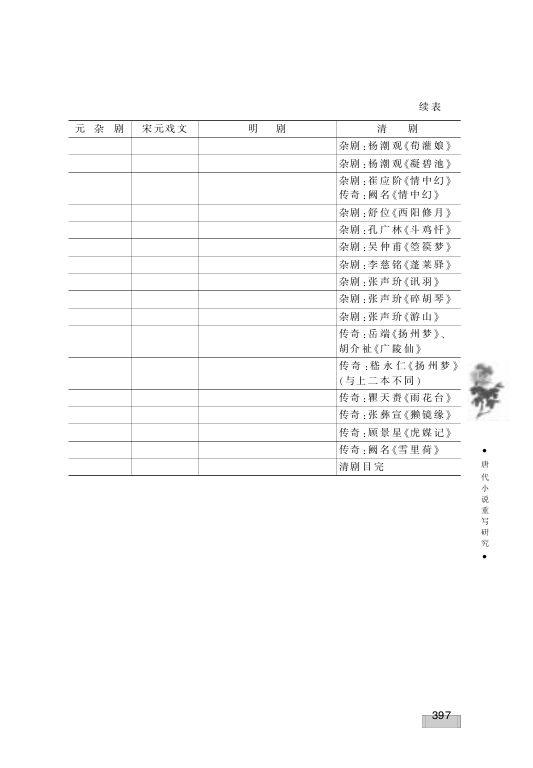 续表
元 杂 剧 宋元戏文 明 剧 清 剧
杂剧:杨潮观《荀灌娘》
杂剧:杨潮观《凝碧池》
杂剧:崔应阶《情中幻》
传奇:阙名《情中幻》
杂剧:舒位《酉阳修月》
杂剧:孔广林《斗鸡忏》
杂剧:吴仲甫《箜篌梦》
杂剧:李慈铭《蓬莱驿》
杂剧:张声玠《讯羽》
杂剧:张声玠《碎胡琴》
杂剧:张声玠《游山》
传奇:岳端《扬州梦》、
胡介祉《广陵仙》
传奇:嵇永仁《扬州梦》
(与上二本不同)
传奇:瞿天赉《雨花台》
传奇:张彝宣《獭镜缘》
传奇:顾景星《虎媒记》
传奇:阙名《雪里荷》
清剧目完
●唐代小说重写研究●
397